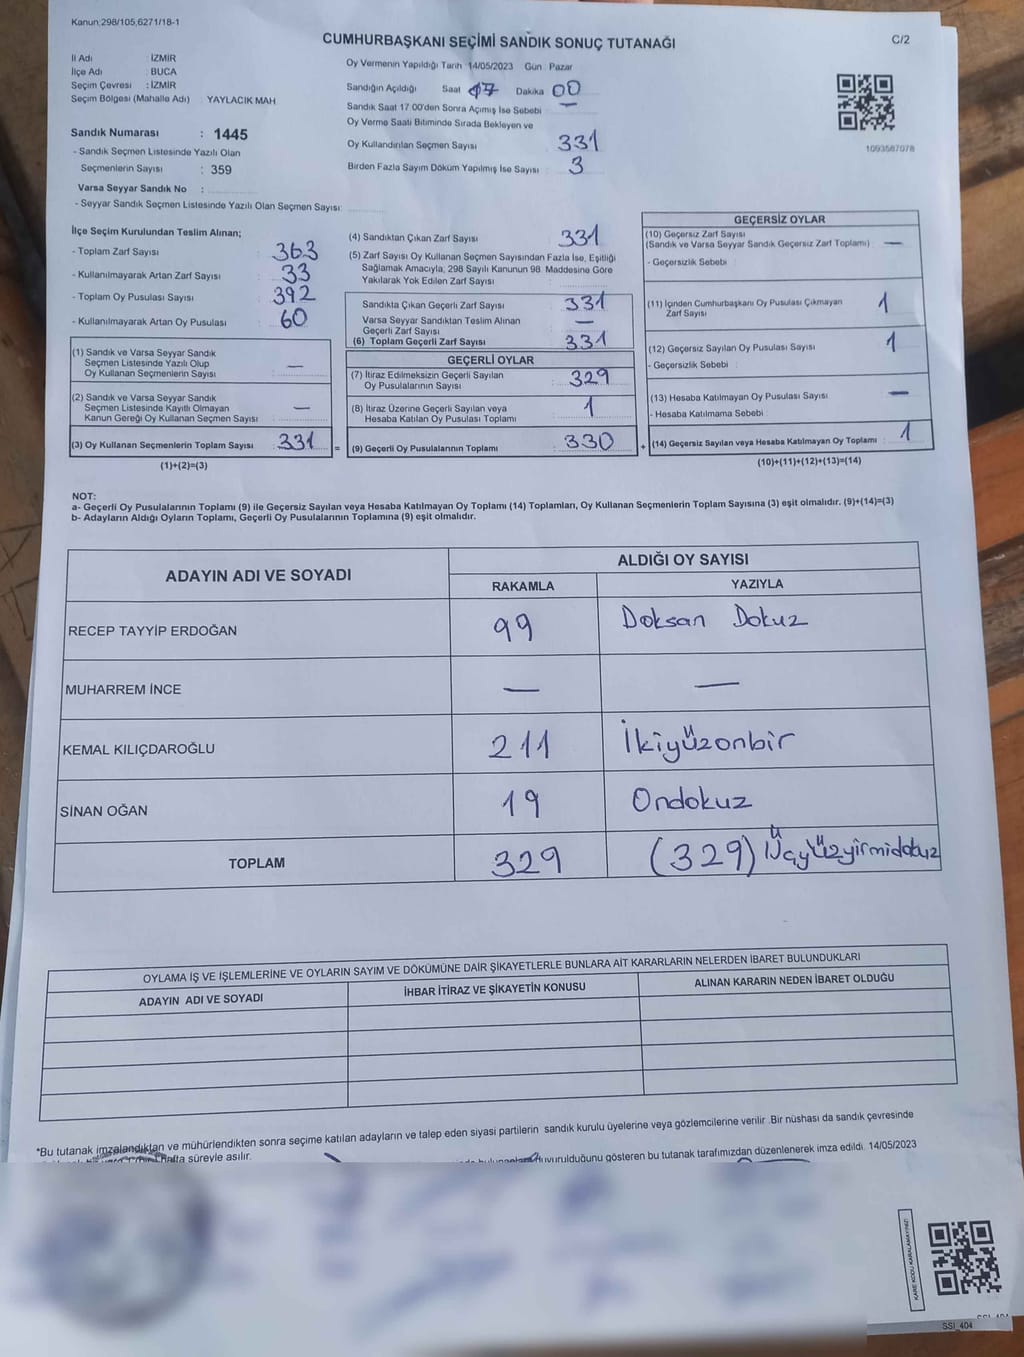 Kanun;298/105,6271/18-1
C/2
CUMHURBAŞKANI SEÇİMİ SANDIK SONUÇ TUTANAĞI
İl Adı : İZMİR
İlçe Adı : BUCA
Seçim Çevresi : İZMİR
Seçim Bölgesi (Mahalle Adı) YAYLACIK MAH.
Sandık Numarası : 1445
- Sandık Seçmen Listesinde Yazılı Olan
Seçmenlerin Sayısı : 359
Varsa Seyyar Sandık No :
- Seyyar Sandık Seçmen Listesinde Yazılı Olan Seçmen Sayısı:
Oy Vermenin Yapıldığı Tarih 14/05/2023 Gün : Pazar
Sandığın Açıldığı Saat 17 Dakika 00
Sandık Saat 17:00'den Sonra Açımış İse Sebebi —
Oy Verme Saati Bitiminde Sırada Bekleyen ve
Oy Kullandırılan Seçmen Sayısı 331
Birden Fazla Sayım Döküm Yapılmış İse Sayısı : 3
1093587078
İlçe Seçim Kurulundan Teslim Alınan;
- Toplam Zarf Sayısı : 363
- Kullanılmayarak Artan Zarf Sayısı : 33
- Toplam Oy Pusulası Sayısı : 392
- Kullanılmayarak Artan Oy Pusulası : 60
(1) Sandık ve Varsa Seyyar Sandık
Seçmen Listesinde Yazılı Olup
Oy Kullanan Seçmenlerin Sayısı : —
(2) Sandık ve Varsa Seyyar Sandık
Seçmen Listesinde Kayıtlı Olmayan
Kanun Gereği Oy Kullanan Seçmen Sayısı : —
(3) Oy Kullanan Seçmenlerin Toplam Sayısı : 331
(1)+(2)=(3)
=
(4) Sandıktan Çıkan Zarf Sayısı 331
(5) Zarf Sayısı Oy Kullanan Seçmen Sayısından Fazla İse, Eşitliği
Sağlamak Amacıyla, 298 Sayılı Kanunun 98. Maddesine Göre
Yakılarak Yok Edilen Zarf Sayısı
Sandıkta Çıkan Geçerli Zarf Sayısı 331
Varsa Seyyar Sandıktan Teslim Alınan
Geçerli Zarf Sayısı —
(6) Toplam Geçerli Zarf Sayısı 331
GEÇERLİ OYLAR
(7) İtiraz Edilmeksizin Geçerli Sayılan
Oy Pusulalarının Sayısı : 329
(8) İtiraz Üzerine Geçerli Sayılan veya
Hesaba Katılan Oy Pusulası Toplamı : 1
(9) Geçerli Oy Pusulalarının Toplamı : 330
+
GEÇERSİZ OYLAR
(10) Geçersiz Zarf Sayısı
(Sandık ve Varsa Seyyar Sandık Geçersiz Zarf Toplamı) : —
- Geçersizlik Sebebi :
(11) İçinden Cumhurbaşkanı Oy Pusulası Çıkmayan
Zarf Sayısı 1
(12) Geçersiz Sayılan Oy Pusulası Sayısı 1
- Geçersizlik Sebebi :
(13) Hesaba Katılmayan Oy Pusulası Sayısı —
- Hesaba Katılmama Sebebi :
(14) Geçersiz Sayılan veya Hesaba Katılmayan Oy Toplamı : 1
(10)+(11)+(12)+(13)=(14)
NOT:
a- Geçerli Oy Pusulalarının Toplamı (9) ile Geçersiz Sayılan veya Hesaba Katılmayan Oy Toplamı (14) Toplamları, Oy Kullanan Seçmenlerin Toplam Sayısına (3) eşit olmalıdır. (9)+(14)=(3)
b- Adayların Aldığı Oyların Toplamı, Geçerli Oy Pusulalarının Toplamına (9) eşit olmalıdır.
ADAYIN ADI VE SOYADI
ALDIĞI OY SAYISI
RAKAMLA YAZIYLA
RECEP TAYYİP ERDOĞAN 99 Doksan Dokuz
MUHARREM İNCE — —
KEMAL KILIÇDAROĞLU 211 İkiyüzonbir
SİNAN OĞAN 19 Ondokuz
TOPLAM 329 (329) Üçyüzyirmidokuz
OYLAMA İŞ VE İŞLEMLERİNE VE OYLARIN SAYIM VE DÖKÜMÜNE DAİR ŞİKAYETLERLE BUNLARA AİT KARARLARIN NELERDEN İBARET BULUNDUKLARI
ADAYIN ADI VE SOYADI İHBAR İTİRAZ VE ŞİKAYETİN KONUSU ALINAN KARARIN NEDEN İBARET OLDUĞU
*Bu tutanak imzalandıktan ve mühürlendikten sonra seçime katılan adayların ve talep eden siyasi partilerin sandık kurulu üyelerine veya gözlemcilerine verilir. Bir nüshası da sandık çevresinde
hafta süreyle asılır. duyurulduğunu gösteren bu tutanak tarafımızdan düzenlenerek imza edildi. 14/05/2023
KARE KODU KARALAMAYINIZ!
SSI_404